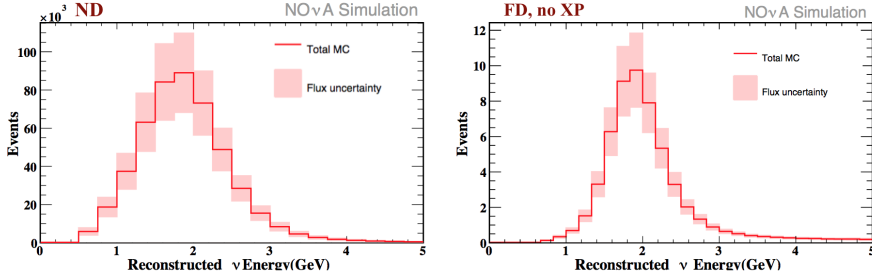 ×10³
ND
NOνA Simulation
Total MC
Flux uncertainty
Events
100
80
60
40
20
0
0 1 2 3 4 5
Reconstructed ν Energy(GeV)
FD, no XP
NOνA Simulation
Total MC
Flux uncertainty
Events
12
10
8
6
4
2
0
0 1 2 3 4 5
Reconstructed ν Energy(GeV)